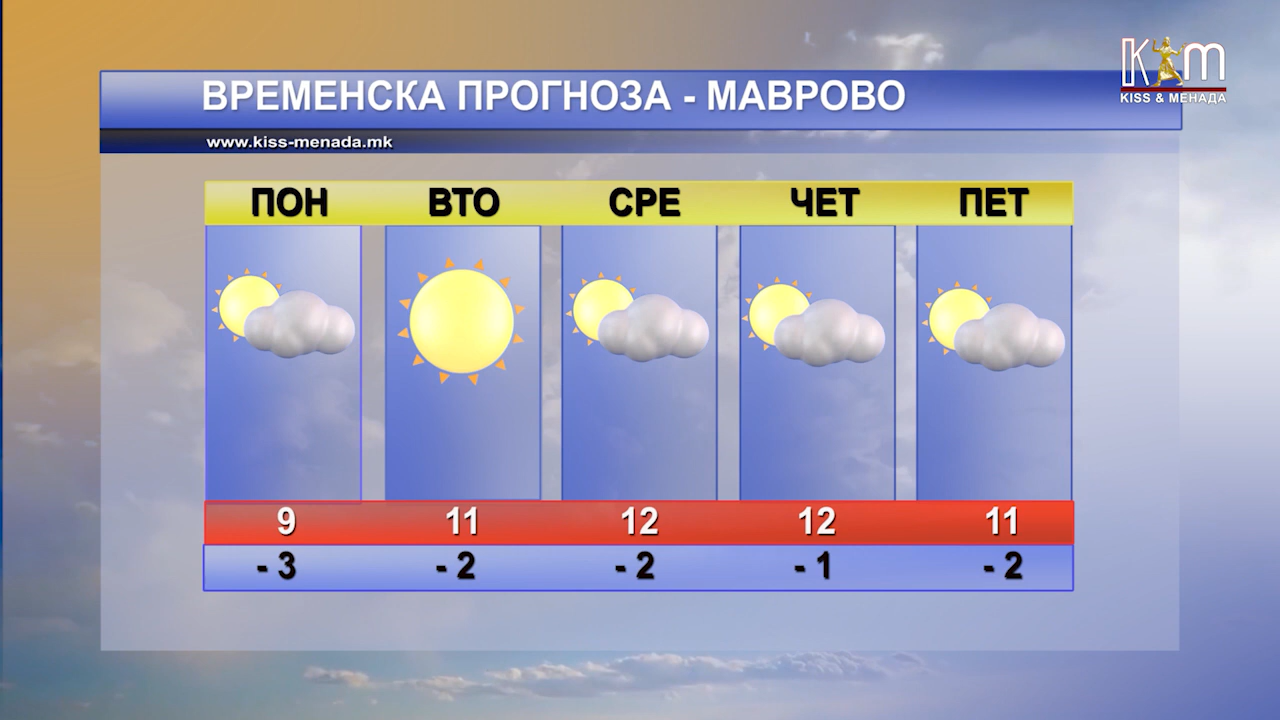 ВРЕМЕНСКА ПРОГНОЗА - МАВРОВО
KM
KISS & МЕНАДА
www.kiss-menada.mk
ПОН ВТО СРЕ ЧЕТ ПЕТ
9 11 12 12 11
- 3 - 2 - 2 - 1 - 2